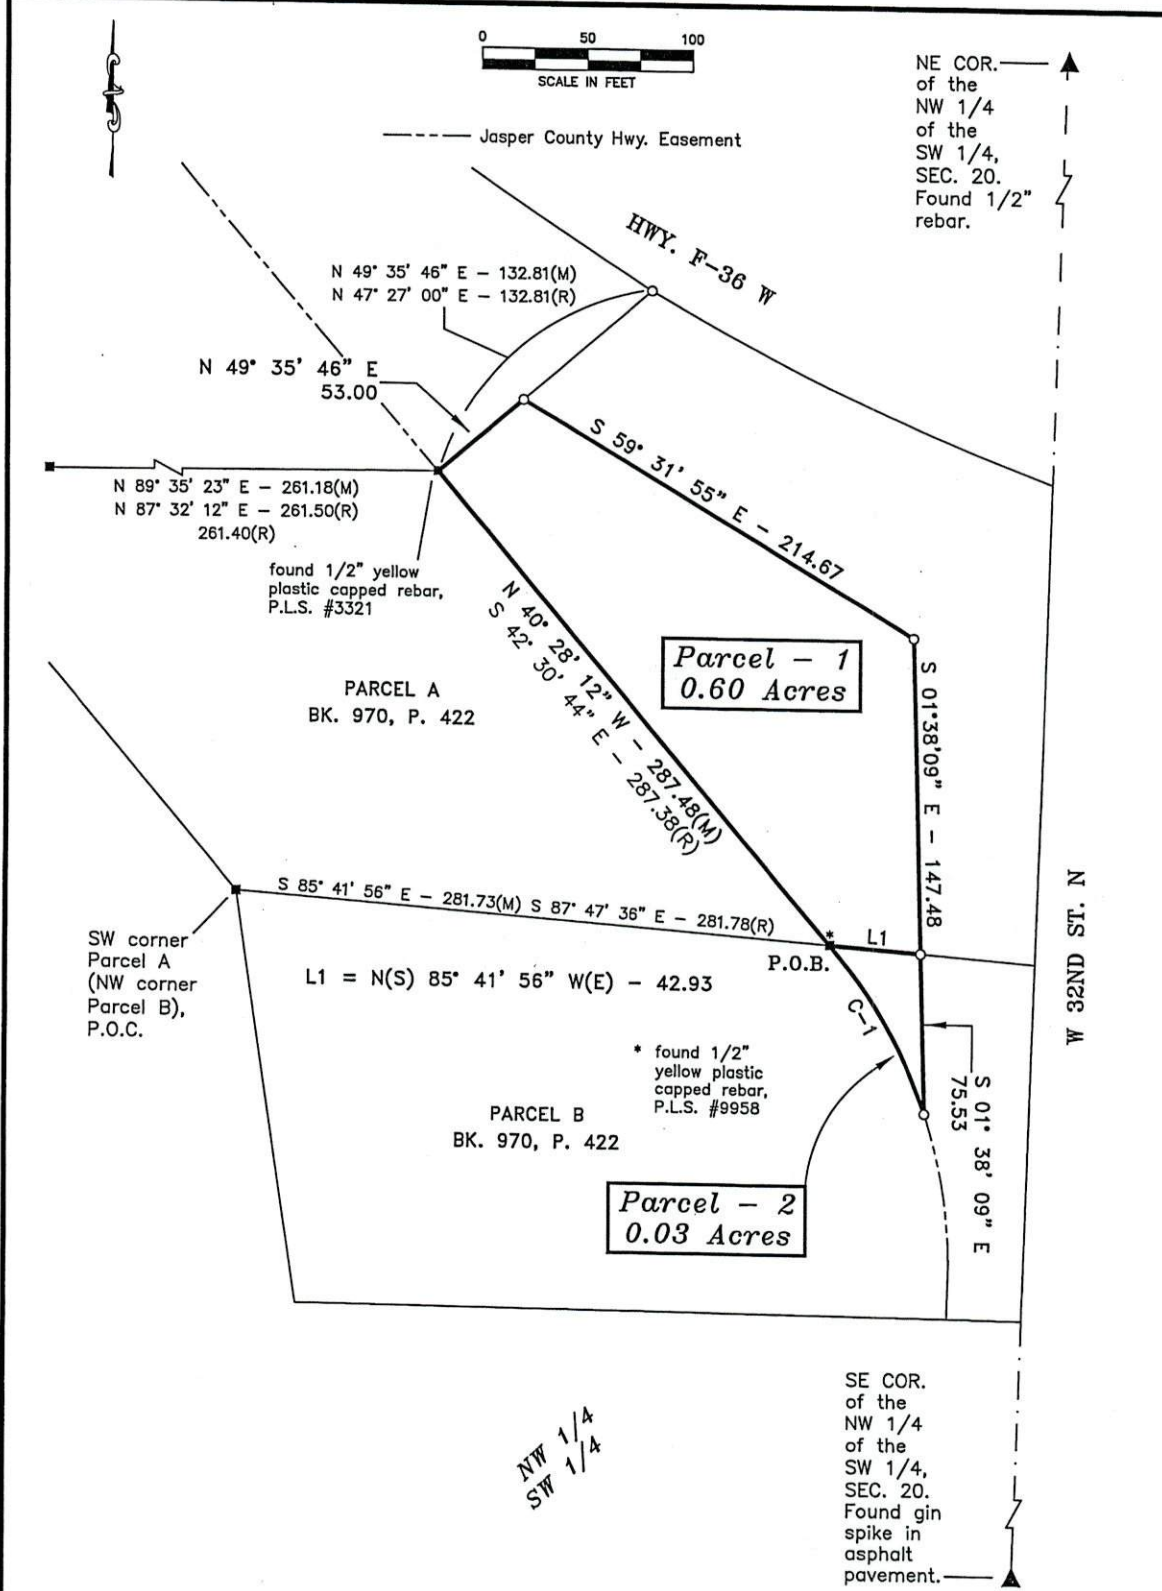 0 50 100
SCALE IN FEET
Jasper County Hwy. Easement
NE COR.
of the
NW 1/4
of the
SW 1/4,
SEC. 20.
Found 1/2"
rebar.
HWY. F-36 W
N 49° 35' 46" E - 132.81(M)
N 47° 27' 00" E - 132.81(R)
N 49° 35' 46" E
53.00
S 59° 31' 55" E - 214.67
N 89° 35' 23" E - 261.18(M)
N 87° 32' 12" E - 261.50(R)
261.40(R)
found 1/2" yellow
plastic capped rebar,
P.L.S. #3321
N 40° 28' 12" W - 287.48(M)
S 42° 30' 44" E - 287.38(R)
Parcel - 1
0.60 Acres
S 01°38'09" E - 147.48
PARCEL A
BK. 970, P. 422
S 85° 41' 56" E - 281.73(M) S 87° 47' 36" E - 281.78(R)
*
L1
P.O.B.
W 32ND ST. N
SW corner
Parcel A
(NW corner
Parcel B),
P.O.C.
L1 = N(S) 85° 41' 56" W(E) - 42.93
C-1
* found 1/2"
yellow plastic
capped rebar,
P.L.S. #9958
S 01° 38' 09" E
75.53
PARCEL B
BK. 970, P. 422
Parcel - 2
0.03 Acres
NW 1/4
SW 1/4
SE COR.
of the
NW 1/4
of the
SW 1/4,
SEC. 20.
Found gin
spike in
asphalt
pavement.